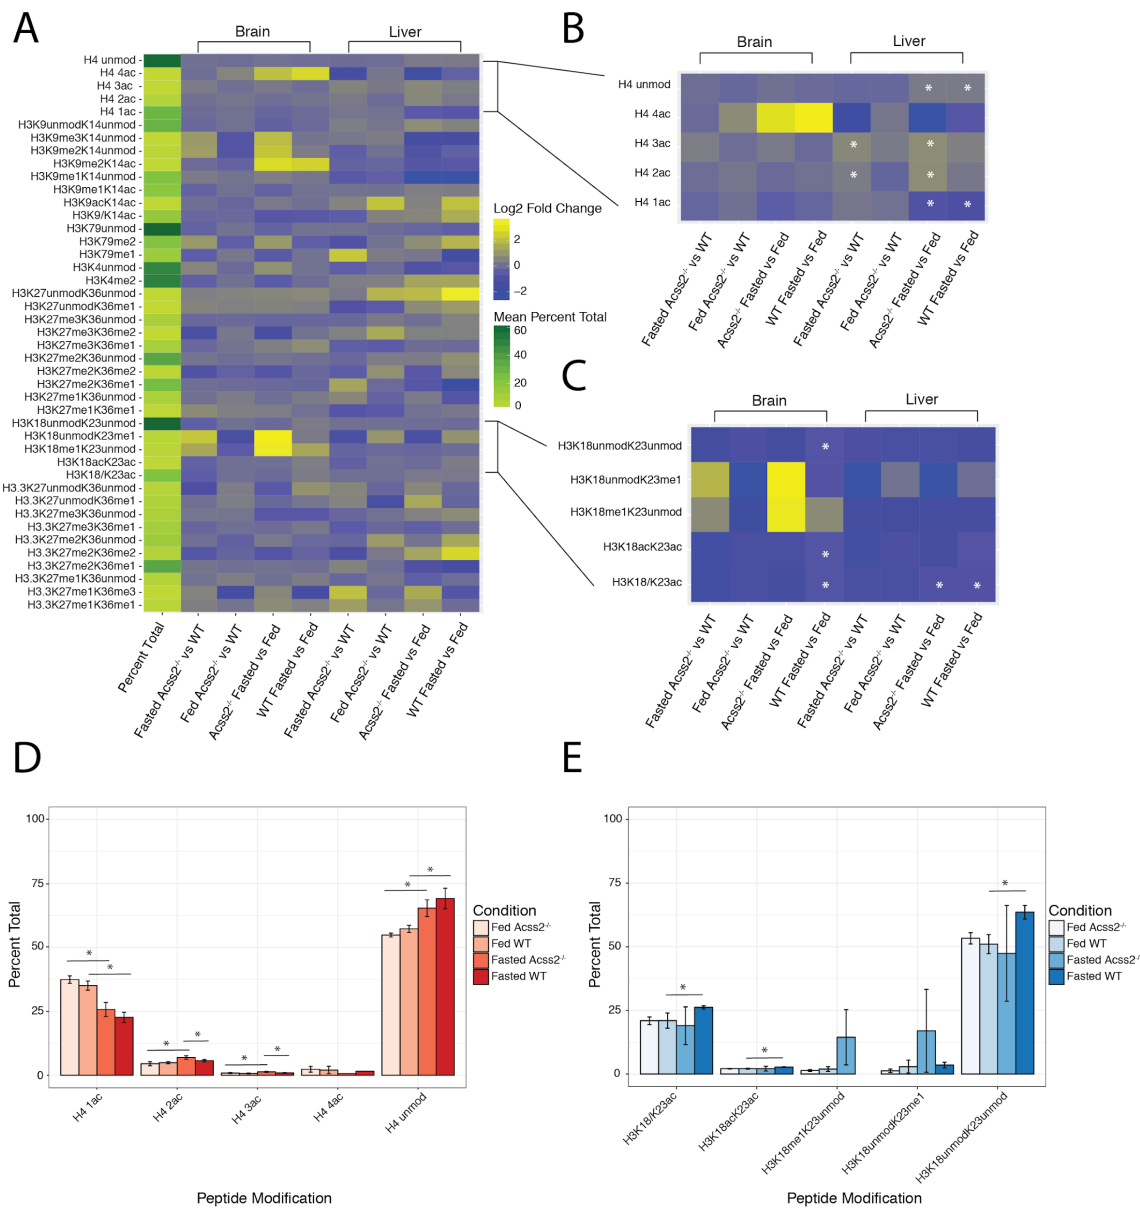 A
Brain
Liver
H4 unmod
H4 4ac
H4 3ac
H4 2ac
H4 1ac
H3K9unmodK14unmod
H3K9me3K14unmod
H3K9me2K14unmod
H3K9me2K14ac
H3K9me1K14unmod
H3K9me1K14ac
H3K9acK14ac
H3K9/K14ac
H3K79unmod
H3K79me2
H3K79me1
H3K4unmod
H3K4me2
H3K27unmodK36unmod
H3K27unmodK36me1
H3K27me3K36unmod
H3K27me3K36me2
H3K27me3K36me1
H3K27me2K36unmod
H3K27me2K36me2
H3K27me2K36me1
H3K27me1K36unmod
H3K27me1K36me1
H3K18unmodK23unmod
H3K18unmodK23me1
H3K18me1K23unmod
H3K18acK23ac
H3K18/K23ac
H3.3K27unmodK36unmod
H3.3K27unmodK36me1
H3.3K27me3K36unmod
H3.3K27me3K36me1
H3.3K27me2K36unmod
H3.3K27me2K36me2
H3.3K27me2K36me1
H3.3K27me1K36unmod
H3.3K27me1K36me3
H3.3K27me1K36me1
Percent Total
Fasted Acss2-/- vs WT
Fed Acss2-/- vs WT
Acss2-/- Fasted vs Fed
WT Fasted vs Fed
Fasted Acss2-/- vs WT
Fed Acss2-/- vs WT
Acss2-/- Fasted vs Fed
WT Fasted vs Fed
Log2 Fold Change
2
0
−2
Mean Percent Total
60
40
20
0
B
Brain
Liver
H4 unmod
* *
H4 4ac
H4 3ac
* *
H4 2ac
* *
H4 1ac
* *
Fasted Acss2-/- vs WT
Fed Acss2-/- vs WT
Acss2-/- Fasted vs Fed
WT Fasted vs Fed
Fasted Acss2-/- vs WT
Fed Acss2-/- vs WT
Acss2-/- Fasted vs Fed
WT Fasted vs Fed
C
Brain
Liver
H3K18unmodK23unmod
*
H3K18unmodK23me1
H3K18me1K23unmod
H3K18acK23ac
*
H3K18/K23ac
* * *
Fasted Acss2-/- vs WT
Fed Acss2-/- vs WT
Acss2-/- Fasted vs Fed
WT Fasted vs Fed
Fasted Acss2-/- vs WT
Fed Acss2-/- vs WT
Acss2-/- Fasted vs Fed
WT Fasted vs Fed
D
Percent Total
100
75
50
25
0
* *
* *
* *
* *
H4 1ac
H4 2ac
H4 3ac
H4 4ac
H4 unmod
Peptide Modification
Condition
Fed Acss2-/-
Fed WT
Fasted Acss2-/-
Fasted WT
E
Percent Total
100
75
50
25
0
*
*
*
H3K18/K23ac
H3K18acK23ac
H3K18me1K23unmod
H3K18unmodK23me1
H3K18unmodK23unmod
Peptide Modification
Condition
Fed Acss2-/-
Fed WT
Fasted Acss2-/-
Fasted WT